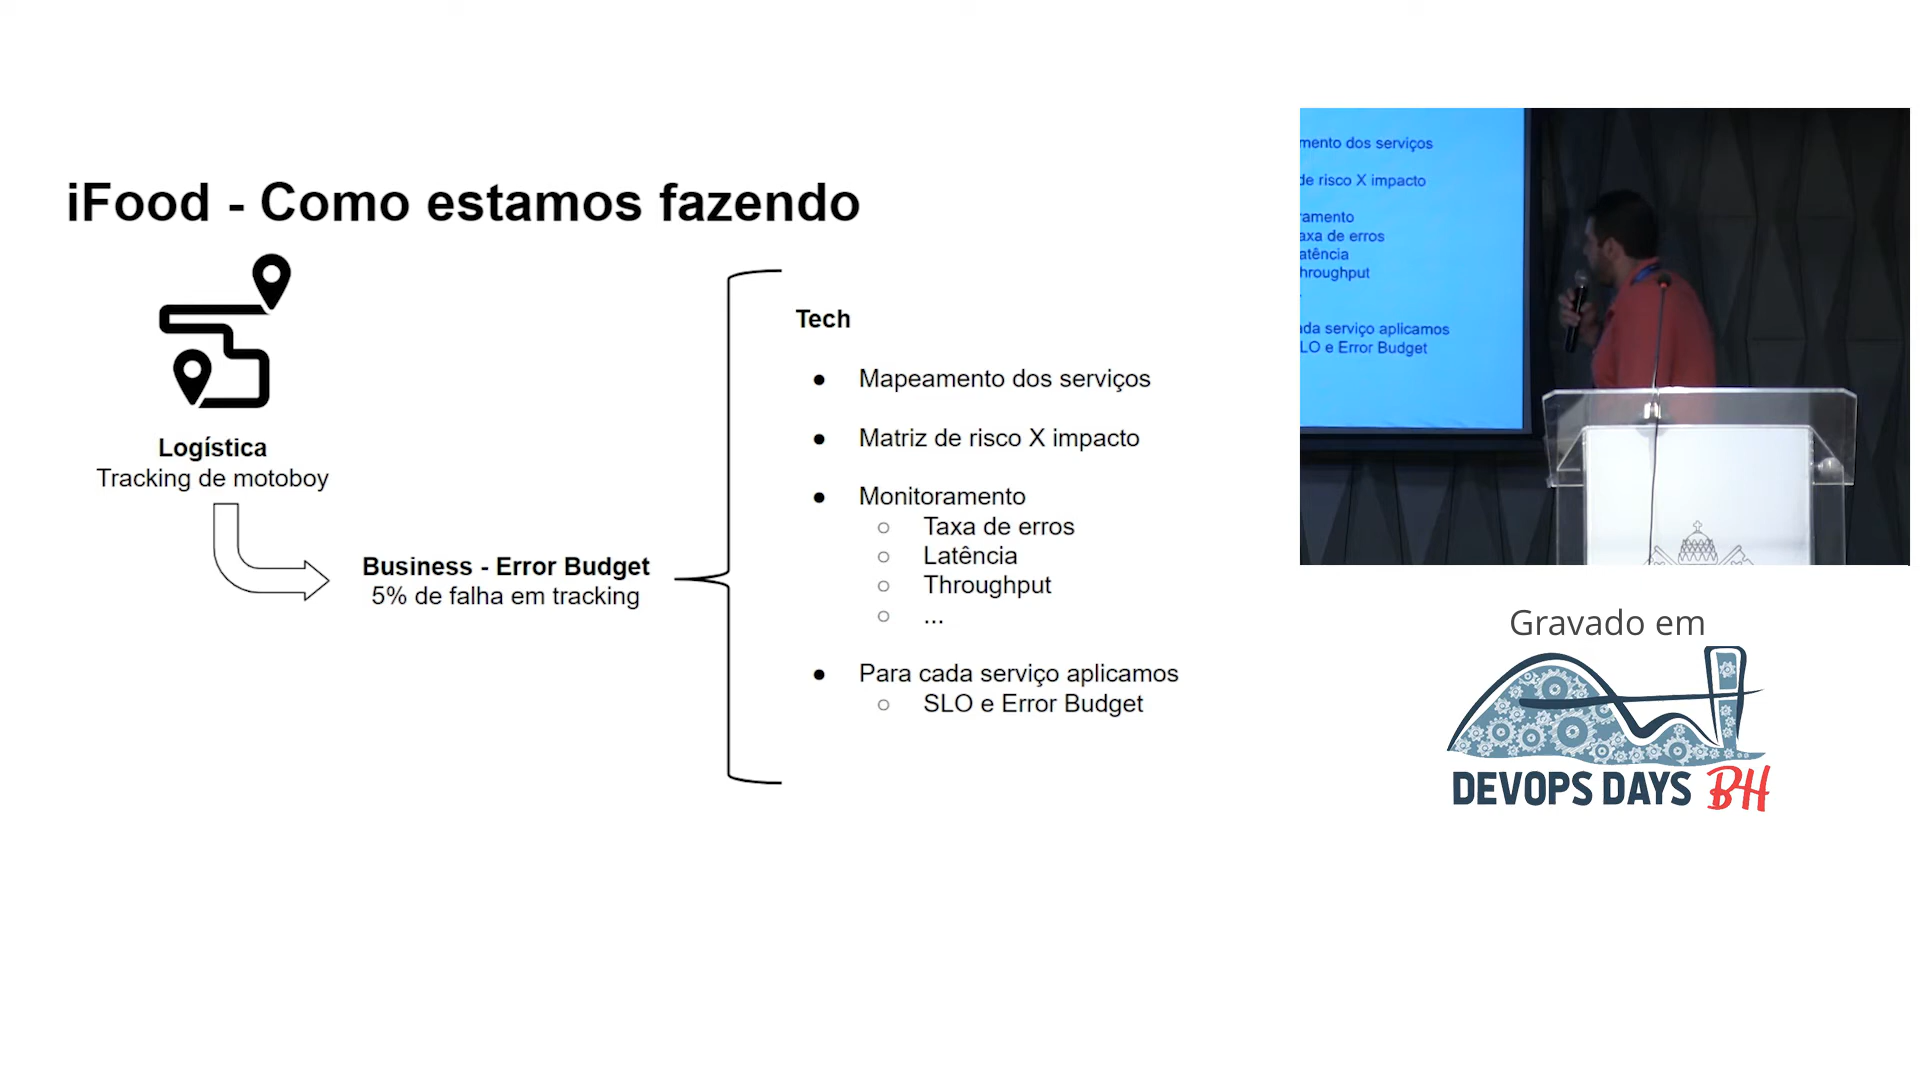 iFood - Como estamos fazendo
Logística
Tracking de motoboy
Business - Error Budget
5% de falha em tracking
Tech
● Mapeamento dos serviços
● Matriz de risco X impacto
● Monitoramento
○ Taxa de erros
○ Latência
○ Throughput
○ ...
● Para cada serviço aplicamos
○ SLO e Error Budget
mento dos serviços
de risco X impacto
ramento
axa de erros
atência
hroughput
da serviço aplicamos
LO e Error Budget
Gravado em
DEVOPS DAYS BH